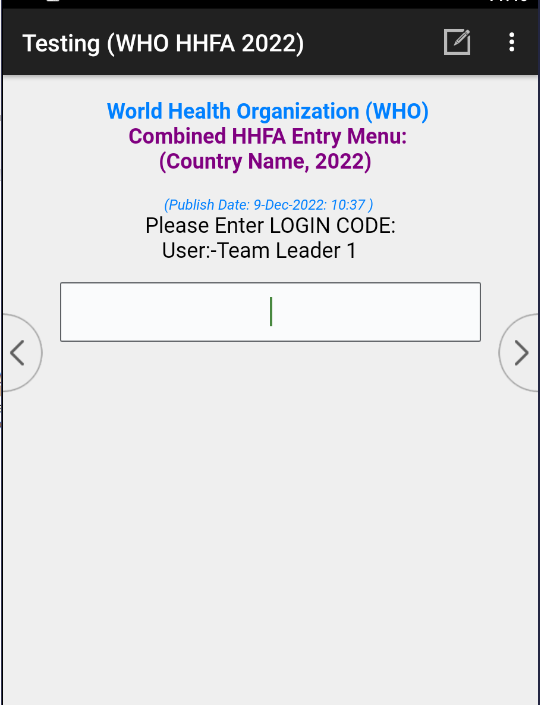 Testing (WHO HHFA 2022)
World Health Organization (WHO)
Combined HHFA Entry Menu:
(Country Name, 2022)
(Publish Date: 9-Dec-2022: 10:37 )
Please Enter LOGIN CODE:
User:-Team Leader 1